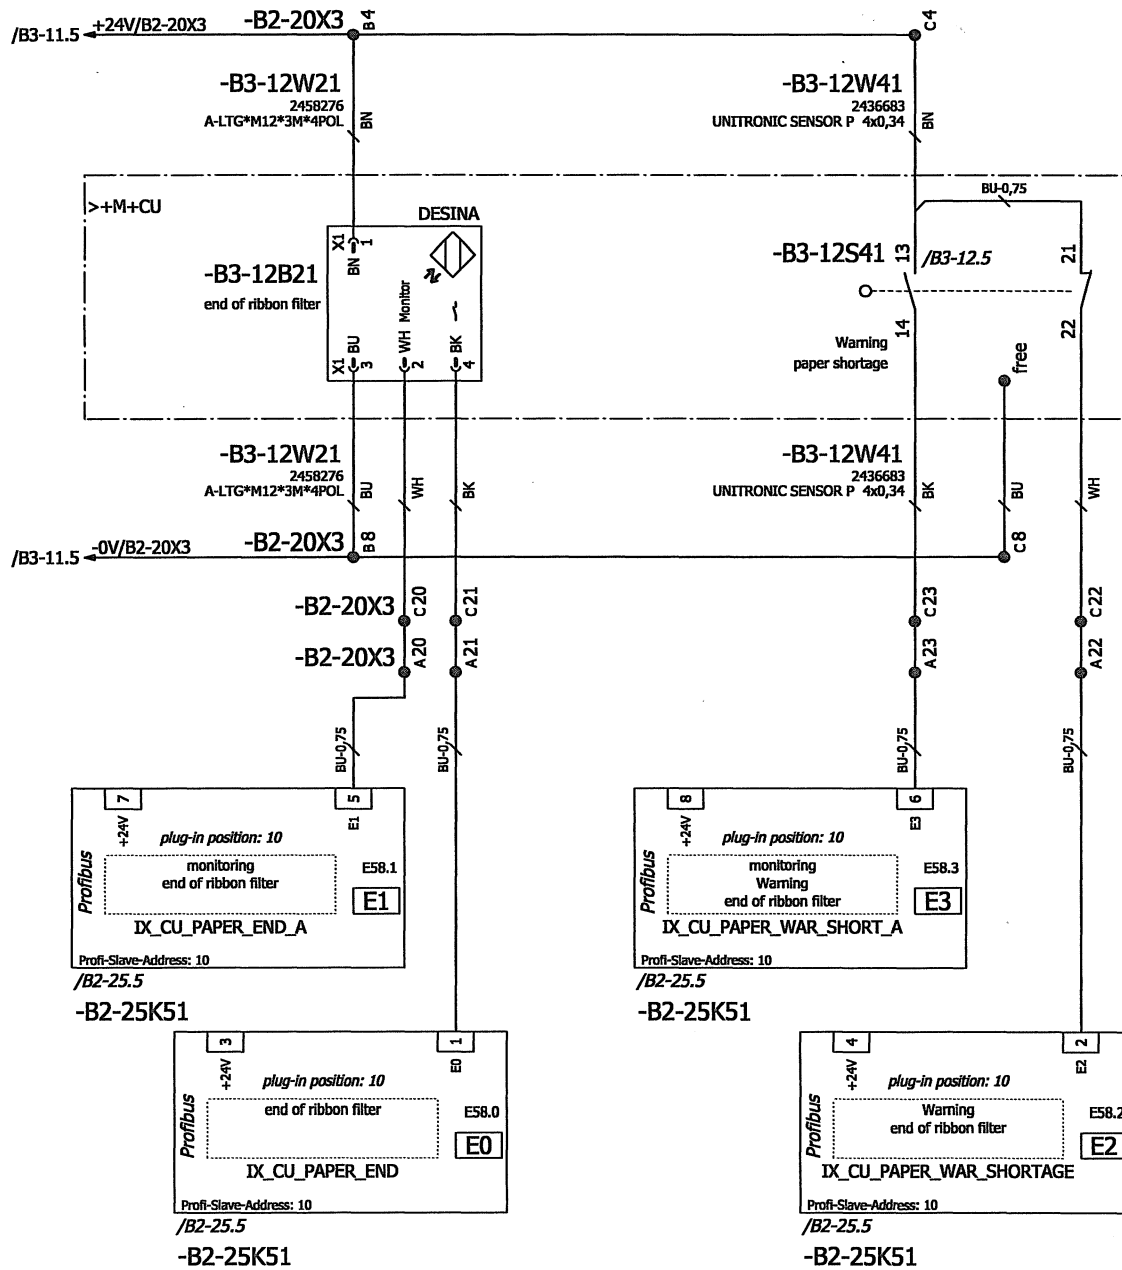 /B3-11.5
+24V/B2-20X3
-B2-20X3
B4
C4
-B3-12W21
2458276
A-LTG*M12*3M*4POL
BN
-B3-12W41
2436683
UNITRONIC SENSOR P 4x0,34
BN
>+M+CU
DESINA
BU-0,75
-B3-12B21
end of ribbon filter
X1
1
BN
WH Monitor
BU
BK
X1
3
2
4
-B3-12S41
13
/B3-12.5
21
14
22
Warning
paper shortage
free
-B3-12W21
2458276
A-LTG*M12*3M*4POL
BU
WH
BK
-B3-12W41
2436683
UNITRONIC SENSOR P 4x0,34
BK
BU
WH
/B3-11.5
-0V/B2-20X3
-B2-20X3
B8
C8
-B2-20X3
C20
C21
C23
C22
-B2-20X3
A20
A21
A23
A22
BU-0,75
BU-0,75
BU-0,75
BU-0,75
7
5
+24V
E1
plug-in position: 10
Profibus
monitoring
end of ribbon filter
E58.1
E1
IX_CU_PAPER_END_A
Profi-Slave-Address: 10
/B2-25.5
-B2-25K51
8
6
+24V
E3
plug-in position: 10
Profibus
monitoring
Warning
end of ribbon filter
E58.3
E3
IX_CU_PAPER_WAR_SHORT_A
Profi-Slave-Address: 10
/B2-25.5
-B2-25K51
3
1
+24V
E0
plug-in position: 10
Profibus
end of ribbon filter
E58.0
E0
IX_CU_PAPER_END
Profi-Slave-Address: 10
/B2-25.5
-B2-25K51
4
2
+24V
E2
plug-in position: 10
Profibus
Warning
end of ribbon filter
E58.2
E2
IX_CU_PAPER_WAR_SHORTAGE
Profi-Slave-Address: 10
/B2-25.5
-B2-25K51